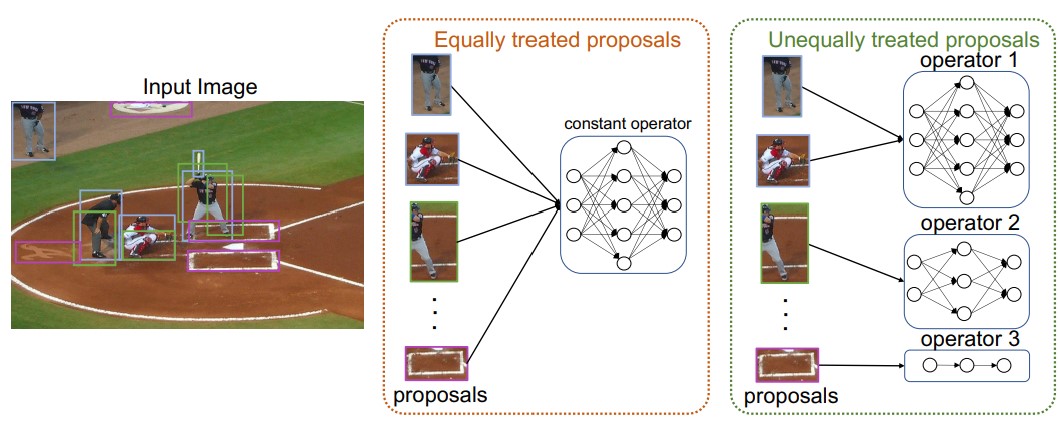 Input Image
Equally treated proposals
constant operator
proposals
Unequally treated proposals
operator 1
operator 2
operator 3
proposals